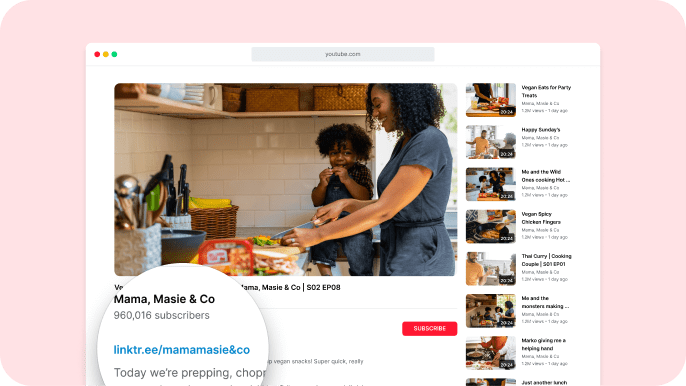 youtube.com
Ve Mama, Masie & Co | S02 EP08
Mama, Masie & Co
960,016 subscribers
SUBSCRIBE
linktr.ee/mamamasie&co
up vegan snacks! Super quick, really
Today we're prepping, chopp
Vegan Eats for Party
Treats
Mama, Masie & Co
1.2M views • 1 day ago
20:24
Happy Sunday's
Mama, Masie & Co
1.2M views • 1 day ago
20:24
Me and the Wild
Ones cooking Hot ...
Mama, Masie & Co
1.2M views • 1 day ago
20:24
Vegan Spicy
Chicken Fingers
Mama, Masie & Co
1.2M views • 1 day ago
20:24
Thai Curry | Cooking
Couple | S01 EP01
Mama, Masie & Co
1.2M views • 1 day ago
20:24
Me and the
monsters making ...
Mama, Masie & Co
1.2M views • 1 day ago
20:24
Marko giving me a
helping hand
Mama, Masie & Co
1.2M views • 1 day ago
20:24
Just another lunch